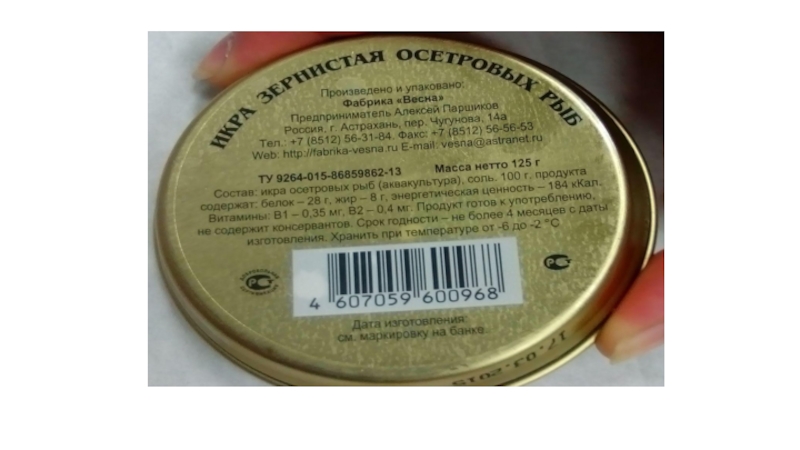 ИКРА ЗЕРНИСТАЯ ОСЕТРОВЫХ РЫБ
Произведено и упаковано:
Фабрика «Весна»
Предприниматель Алексей Паршиков
Россия, г. Астрахань, пер. Чугунова, 14а
Тел.: +7 (8512) 56-31-84. Факс: +7 (8512) 56-56-53
Web: http://fabrika-vesna.ru E-mail: vesna@astranet.ru
ТУ 9264-015-86859862-13 Масса нетто 125 г
Состав: икра осетровых рыб (аквакультура), соль. 100 г. продукта
содержат: белок – 28 г, жир – 8 г, энергетическая ценность – 184 кКал.
Витамины: В1 – 0,35 мг, В2 – 0,4 мг. Продукт готов к употреблению,
не содержит консервантов. Срок годности – не более 4 месяцев с даты
изготовления. Хранить при температуре от -6 до -2 °С
4 607059 600968
Дата изготовления:
см. маркировку на банке.
17.03.2015